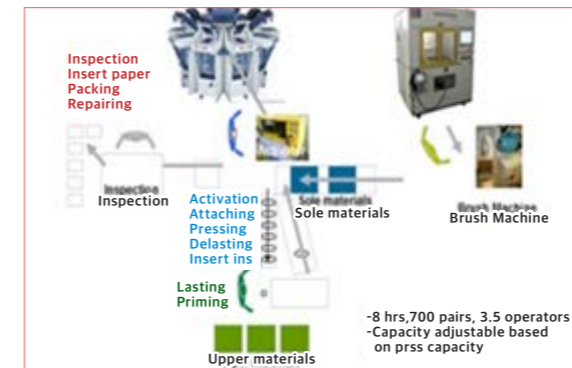 Inspection
Insert paper
Packing
Repairing
Inspection
Inspection
Activation
Attaching
Pressing
Delasting
Insert ins
Sole materials
Sole materials
Brush Machine
Brush Machine
Lasting
Priming
-8 hrs,700 pairs, 3.5 operators
-Capacity adjustable based
on prss capacity
Upper materials